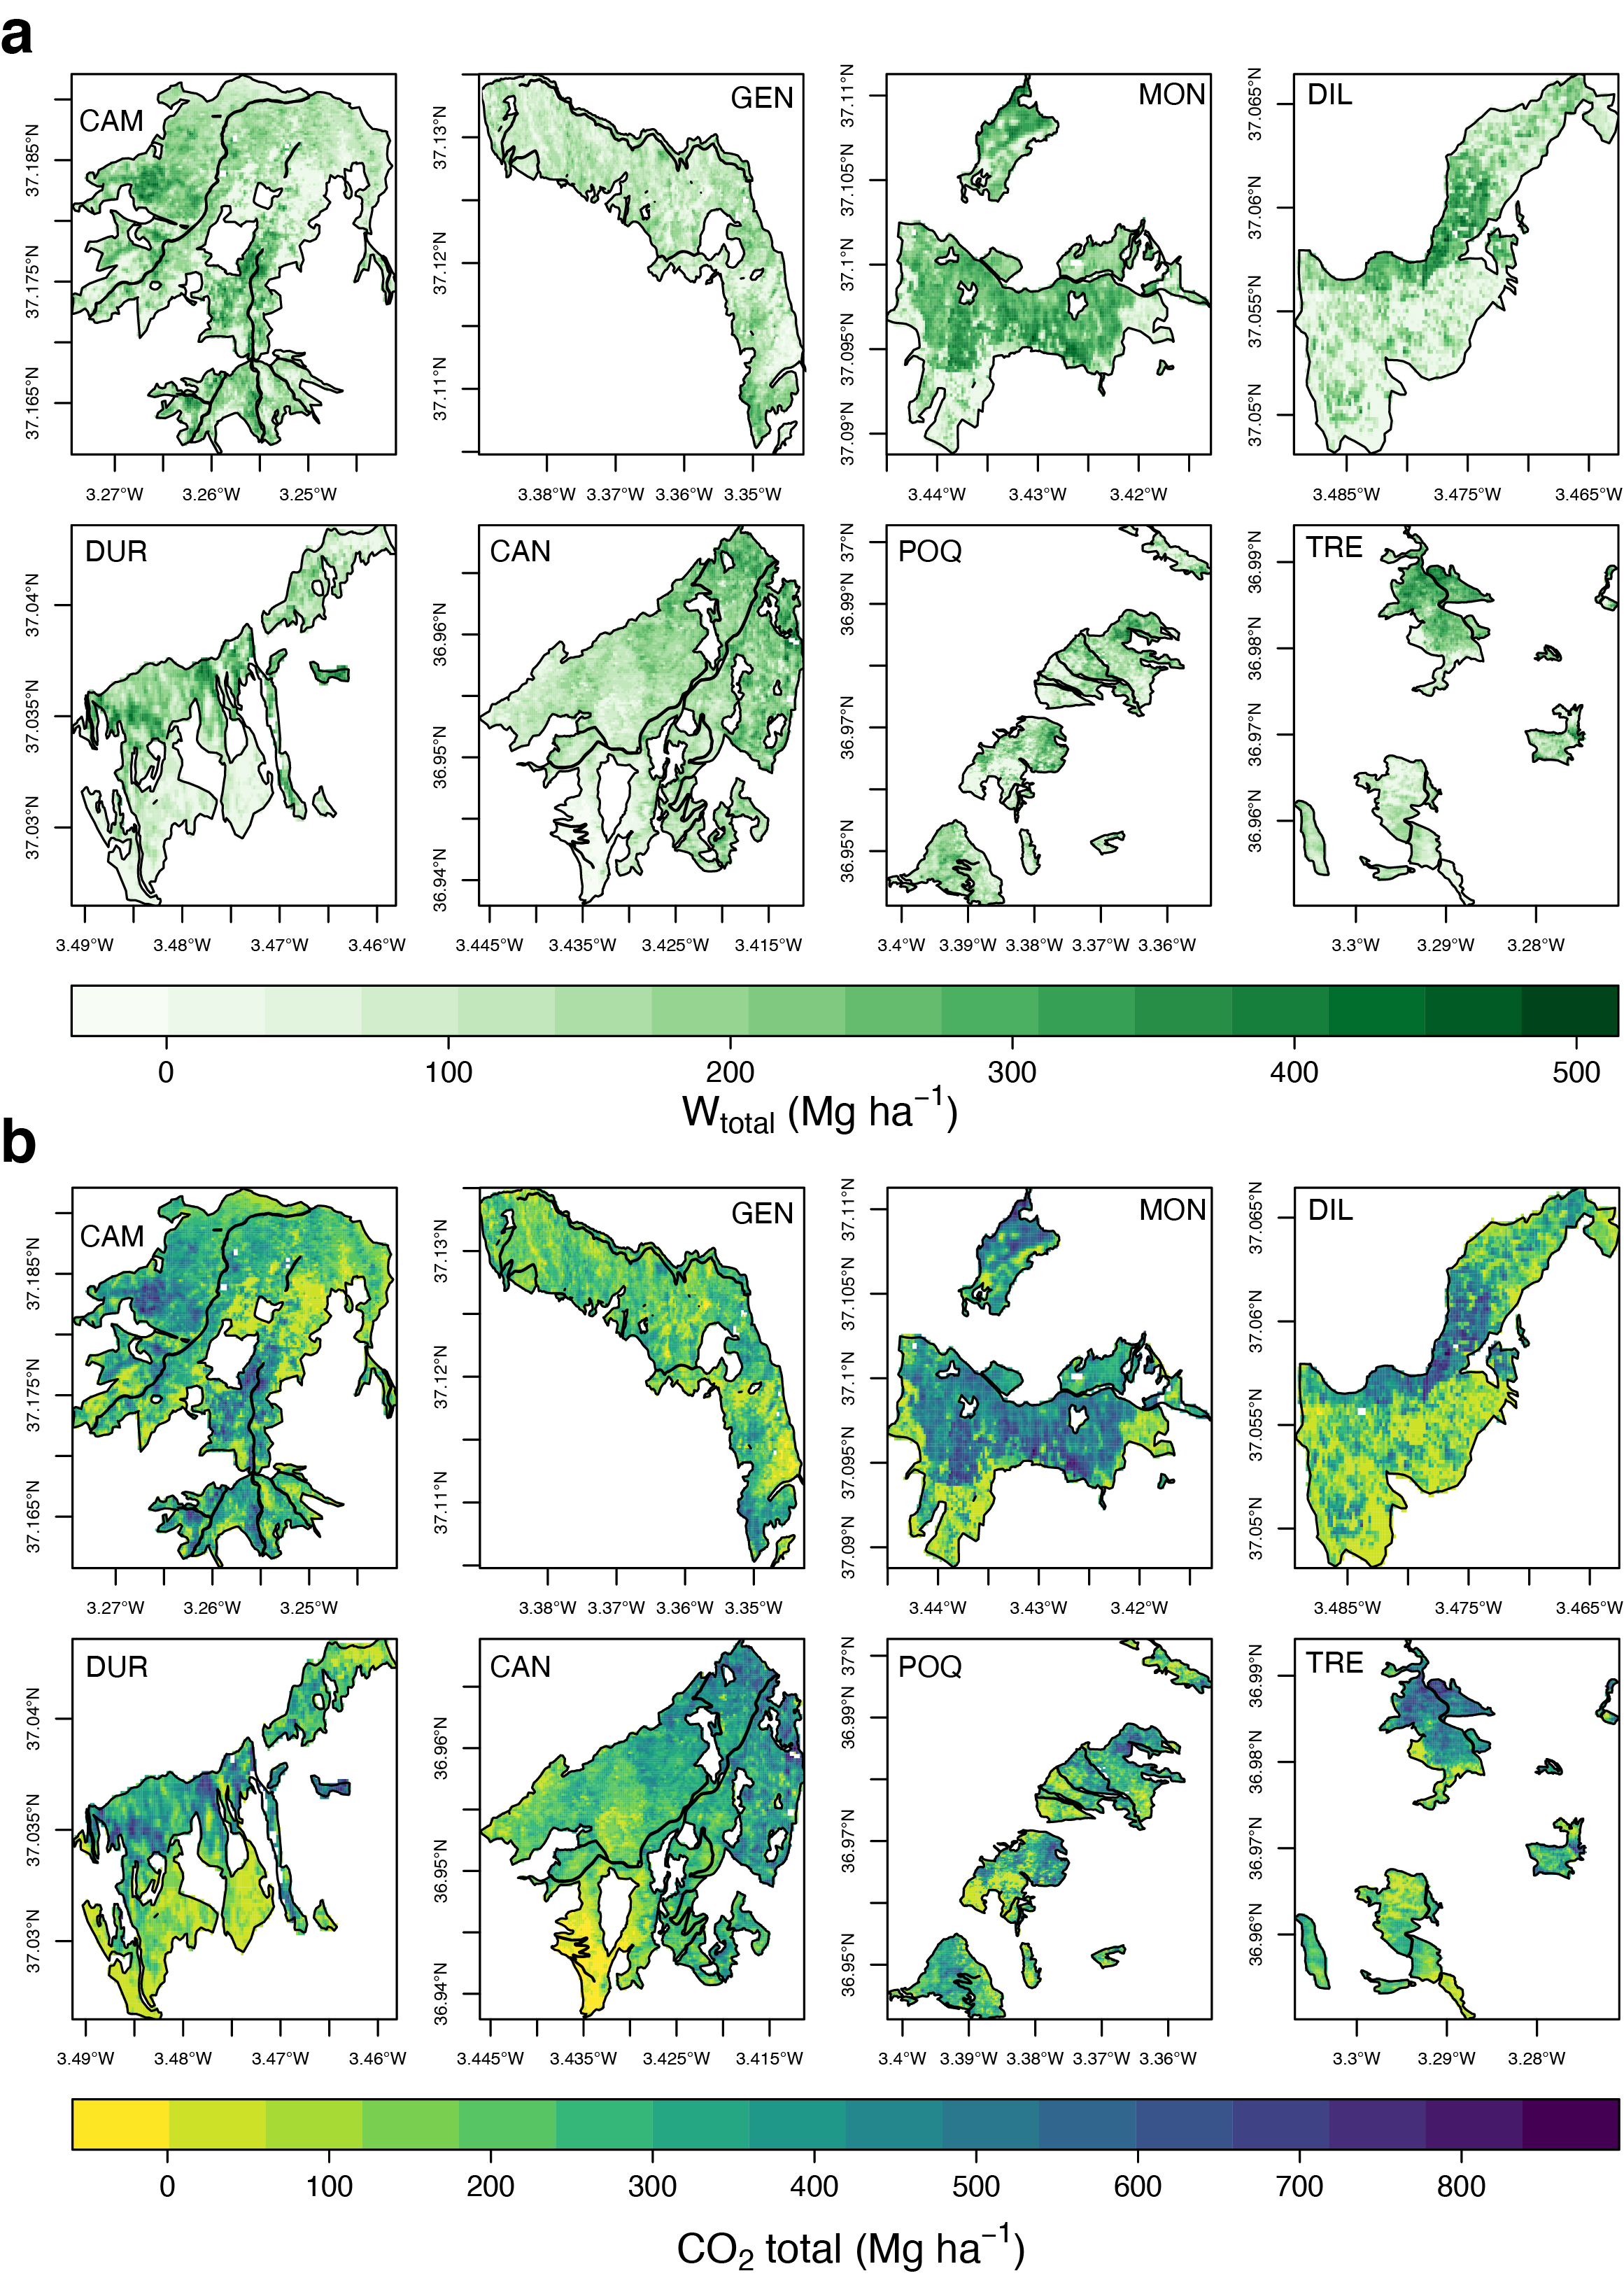 a
CAM
37.185°N
37.175°N
37.165°N
3.27°W 3.26°W 3.25°W
GEN
37.13°N
37.12°N
37.11°N
3.38°W 3.37°W 3.36°W 3.35°W
MON
37.11°N
37.105°N
37.1°N
37.095°N
37.09°N
3.44°W 3.43°W 3.42°W
DIL
37.065°N
37.06°N
37.055°N
37.05°N
3.485°W 3.475°W 3.465°W
DUR
37.04°N
37.035°N
37.03°N
3.49°W 3.48°W 3.47°W 3.46°W
CAN
36.96°N
36.95°N
36.94°N
3.445°W 3.435°W 3.425°W 3.415°W
POQ
37°N
36.99°N
36.97°N
36.95°N
3.4°W 3.39°W 3.38°W 3.37°W 3.36°W
TRE
36.99°N
36.98°N
36.97°N
36.96°N
3.3°W 3.29°W 3.28°W
0 100 200 300 400 500
W_total (Mg ha⁻¹)
b
CAM
37.185°N
37.175°N
37.165°N
3.27°W 3.26°W 3.25°W
GEN
37.13°N
37.12°N
37.11°N
3.38°W 3.37°W 3.36°W 3.35°W
MON
37.11°N
37.105°N
37.1°N
37.095°N
37.09°N
3.44°W 3.43°W 3.42°W
DIL
37.065°N
37.06°N
37.055°N
37.05°N
3.485°W 3.475°W 3.465°W
DUR
37.04°N
37.035°N
37.03°N
3.49°W 3.48°W 3.47°W 3.46°W
CAN
36.96°N
36.95°N
36.94°N
3.445°W 3.435°W 3.425°W 3.415°W
POQ
37°N
36.99°N
36.97°N
36.95°N
3.4°W 3.39°W 3.38°W 3.37°W 3.36°W
TRE
36.99°N
36.98°N
36.97°N
36.96°N
3.3°W 3.29°W 3.28°W
0 100 200 300 400 500 600 700 800
CO₂ total (Mg ha⁻¹)